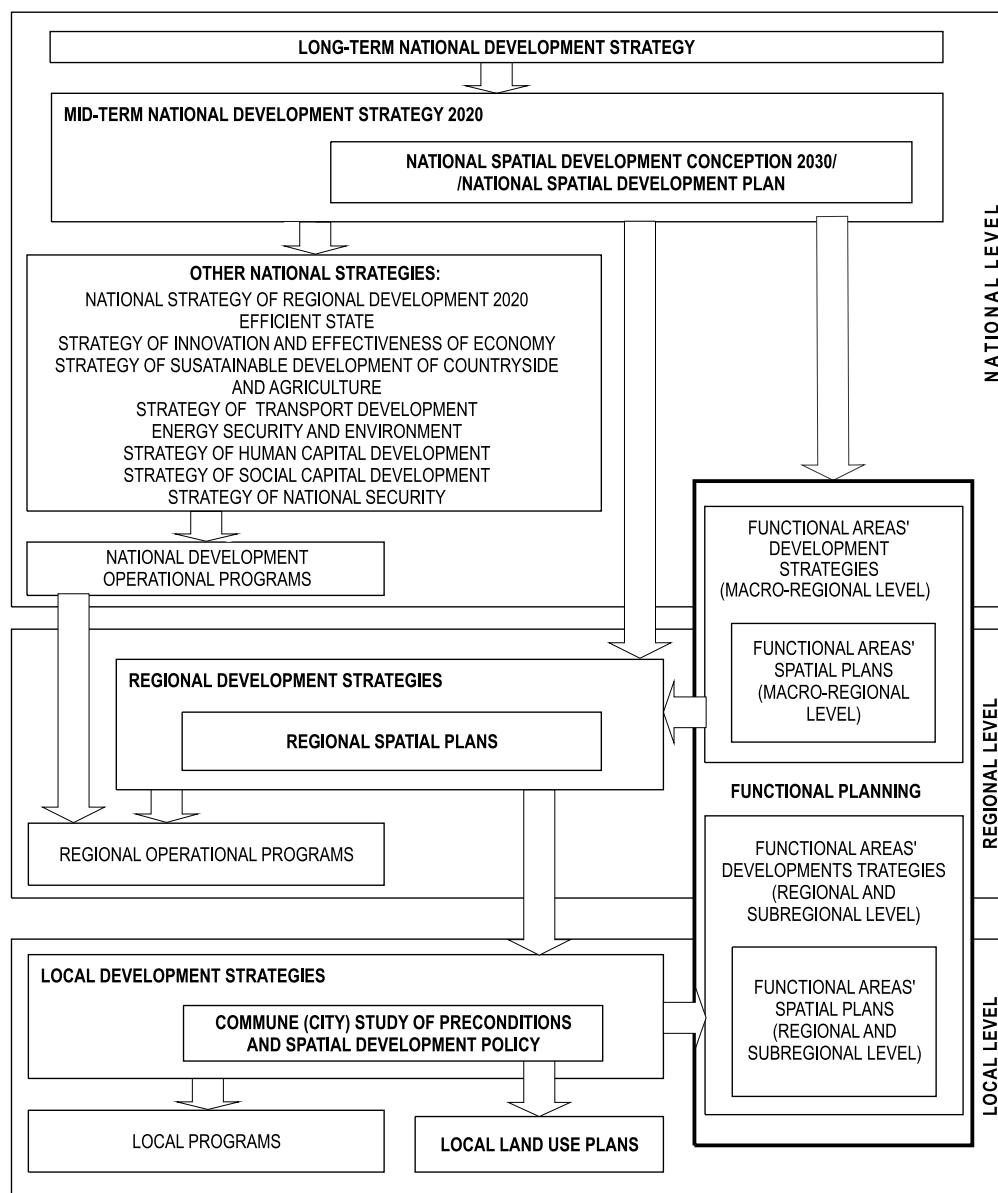 LONG-TERM NATIONAL DEVELOPMENT STRATEGY
MID-TERM NATIONAL DEVELOPMENT STRATEGY 2020
NATIONAL SPATIAL DEVELOPMENT CONCEPTION 2030/
/NATIONAL SPATIAL DEVELOPMENT PLAN
NATIONAL LEVEL
OTHER NATIONAL STRATEGIES:
NATIONAL STRATEGY OF REGIONAL DEVELOPMENT 2020
EFFICIENT STATE
STRATEGY OF INNOVATION AND EFFECTIVENESS OF ECONOMY
STRATEGY OF SUSATAINABLE DEVELOPMENT OF COUNTRYSIDE
AND AGRICULTURE
STRATEGY OF TRANSPORT DEVELOPMENT
ENERGY SECURITY AND ENVIRONMENT
STRATEGY OF HUMAN CAPITAL DEVELOPMENT
STRATEGY OF SOCIAL CAPITAL DEVELOPMENT
STRATEGY OF NATIONAL SECURITY
NATIONAL DEVELOPMENT
OPERATIONAL PROGRAMS
FUNCTIONAL AREAS'
DEVELOPMENT
STRATEGIES
(MACRO-REGIONAL LEVEL)
FUNCTIONAL AREAS'
SPATIAL PLANS
(MACRO-REGIONAL
LEVEL)
REGIONAL DEVELOPMENT STRATEGIES
REGIONAL SPATIAL PLANS
REGIONAL LEVEL
FUNCTIONAL PLANNING
REGIONAL OPERATIONAL PROGRAMS
FUNCTIONAL AREAS'
DEVELOPMENTS TRATEGIES
(REGIONAL AND
SUBREGIONAL LEVEL)
FUNCTIONAL AREAS'
SPATIAL PLANS
(REGIONAL AND
SUBREGIONAL LEVEL)
LOCAL DEVELOPMENT STRATEGIES
COMMUNE (CITY) STUDY OF PRECONDITIONS
AND SPATIAL DEVELOPMENT POLICY
LOCAL LEVEL
LOCAL PROGRAMS
LOCAL LAND USE PLANS